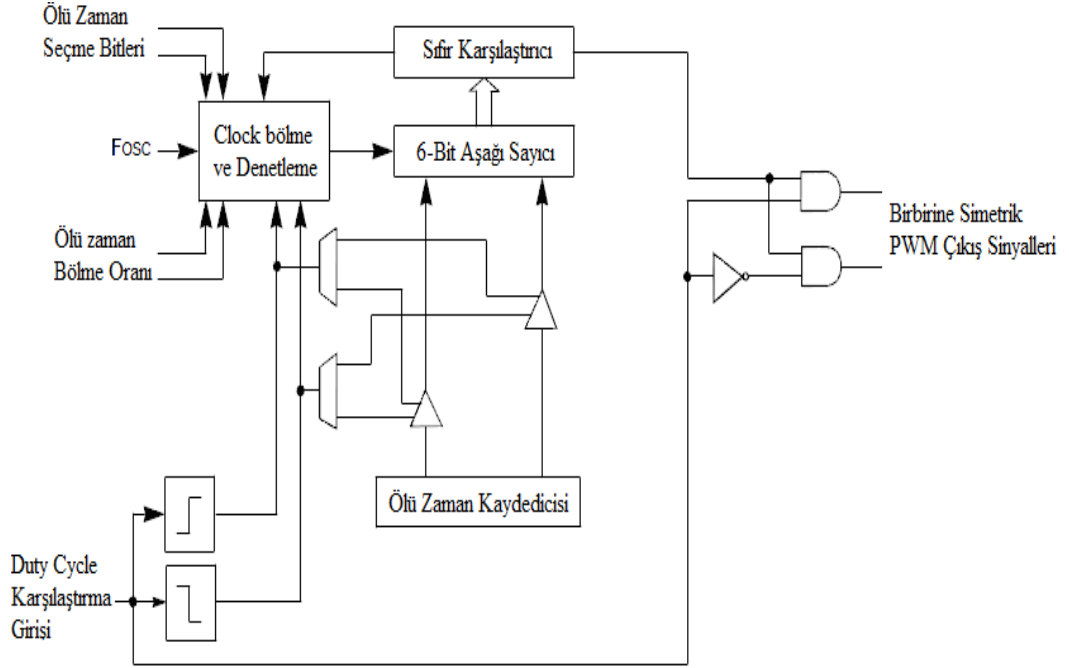 Ölü Zaman
Seçme Bitleri
Sıfir Karşılaştırıcı
Clock bölme
ve Denetleme
FOSC
6-Bit Aşağı Sayıcı
Ölü zaman
Bölme Oranı
Birbirine Simetrik
PWM Çıkış Sinyalleri
Ölü Zaman Kaydedicisi
Duty Cycle
Karşılaştırma
Girişi